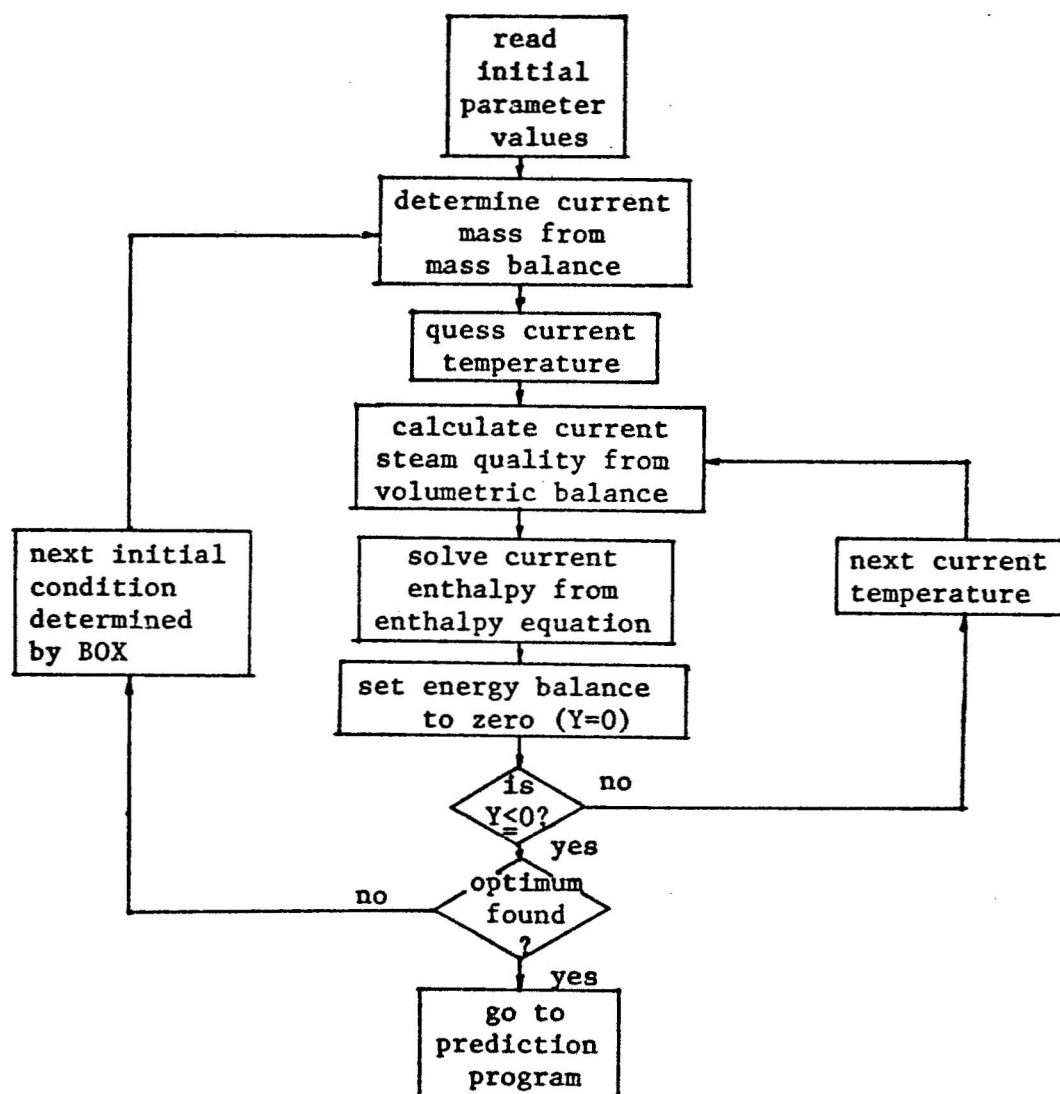 read
initial
parameter
values
determine current
mass from
mass balance
quess current
temperature
calculate current
steam quality from
volumetric balance
next initial
condition
determined
by BOX
solve current
enthalpy from
enthalpy equation
next current
temperature
set energy balance
to zero (Y=0)
is
Y≤0?
no
yes
optimum
found
?
no
yes
go to
prediction
program